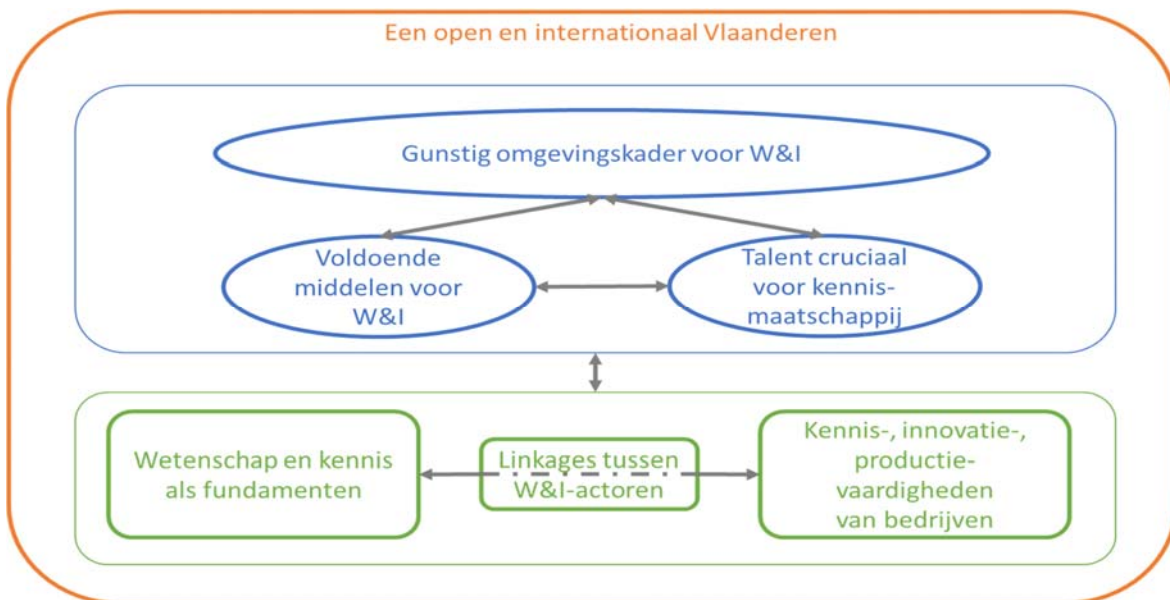 Een open en internationaal Vlaanderen
Gunstig omgevingskader voor W&I
Voldoende
middelen voor
W&I
Talent cruciaal
voor kennis-
maatschappij
Wetenschap en kennis
als fundamenten
Linkages tussen
W&I-actoren
Kennis-, innovatie-,
productie-
vaardigheden
van bedrijven